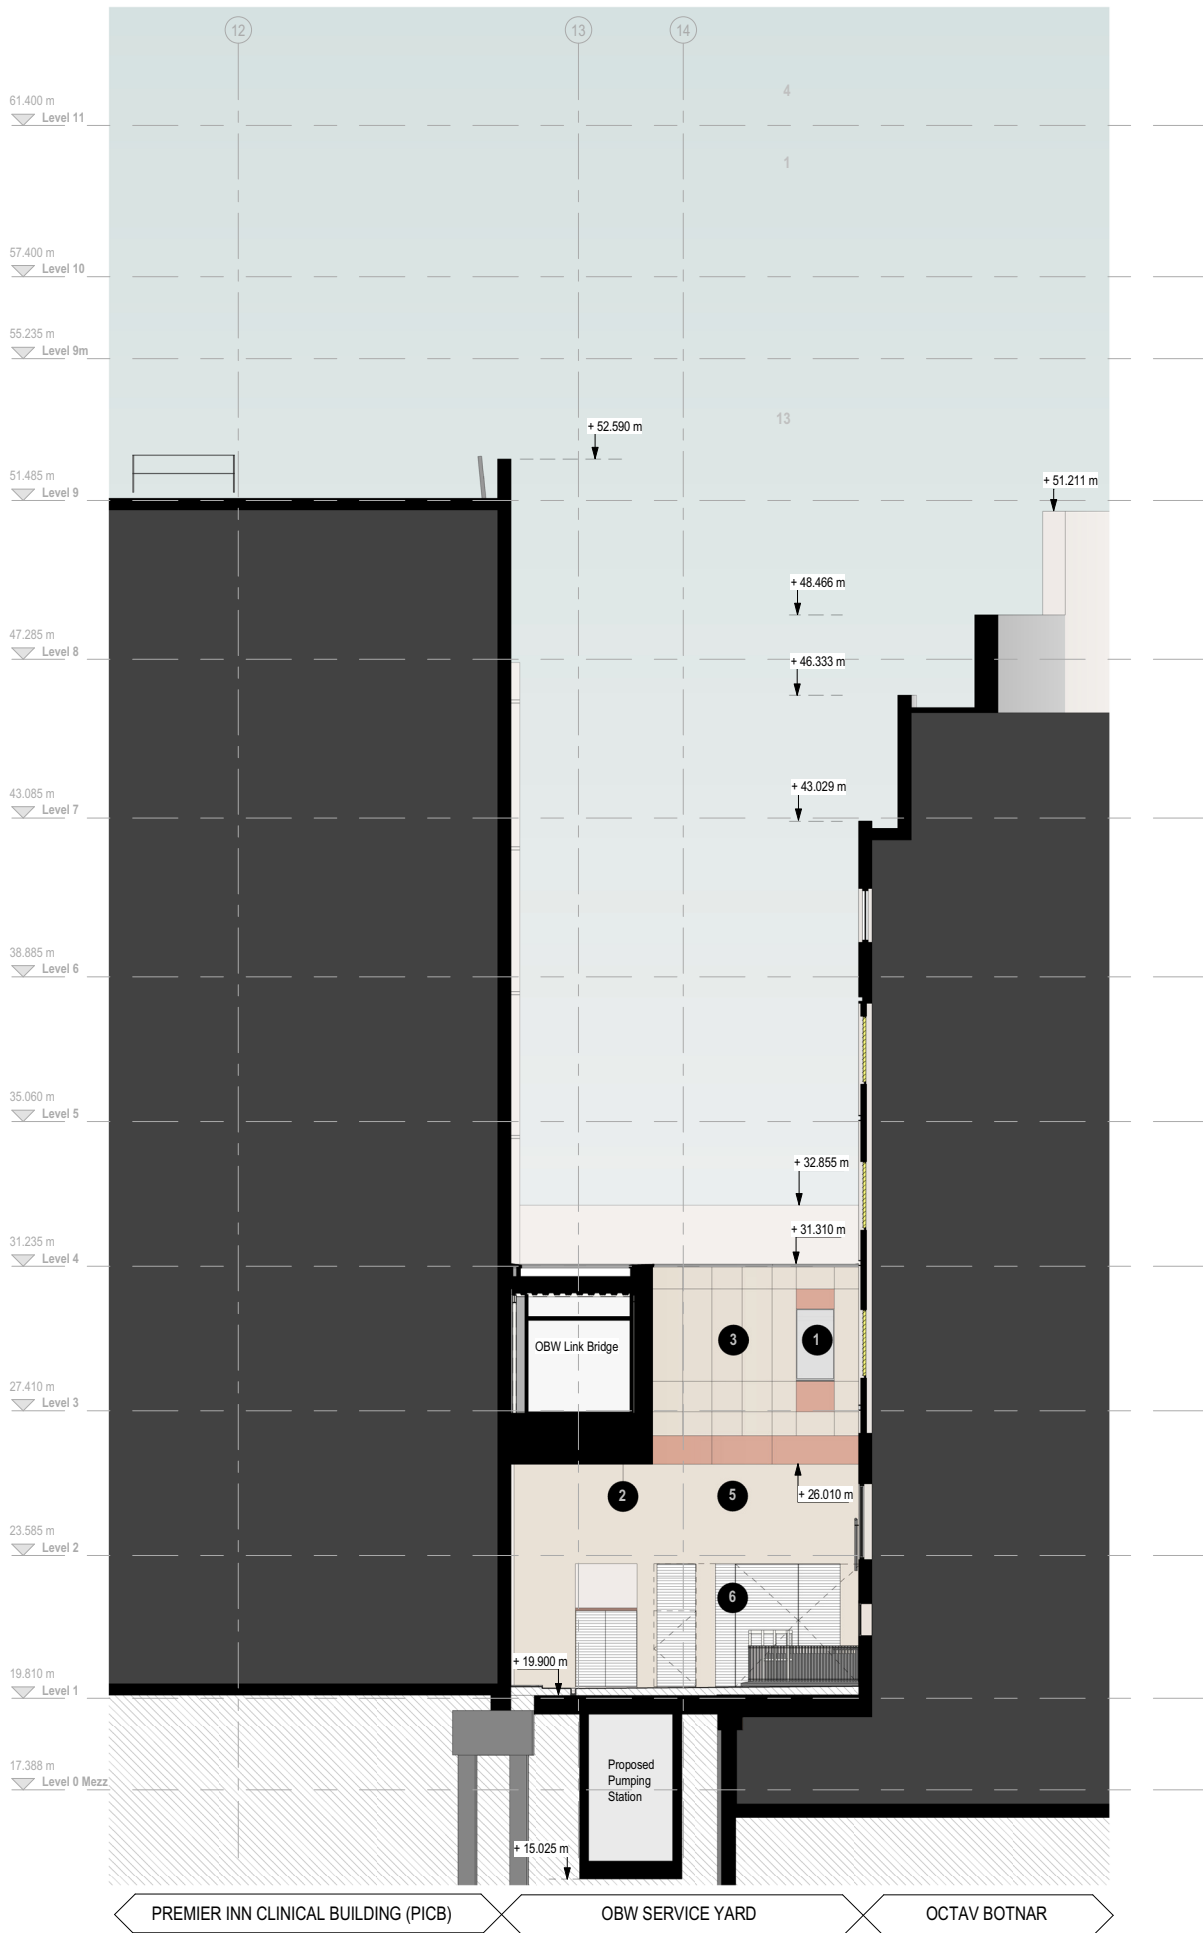 12
13
14
4
61.400 m
Level 11
1
57.400 m
Level 10
55.235 m
Level 9m
13
+ 52.590 m
51.485 m
Level 9
+ 51.211 m
+ 48.466 m
47.285 m
Level 8
+ 46.333 m
43.085 m
Level 7
+ 43.029 m
38.885 m
Level 6
35.060 m
Level 5
+ 32.855 m
+ 31.310 m
31.235 m
Level 4
3
1
OBW Link Bridge
27.410 m
Level 3
2
5
+ 26.010 m
23.585 m
Level 2
6
+ 19.900 m
19.810 m
Level 1
17.388 m
Level 0 Mezz
Proposed
Pumping
Station
+ 15.025 m
PREMIER INN CLINICAL BUILDING (PICB)
OBW SERVICE YARD
OCTAV BOTNAR